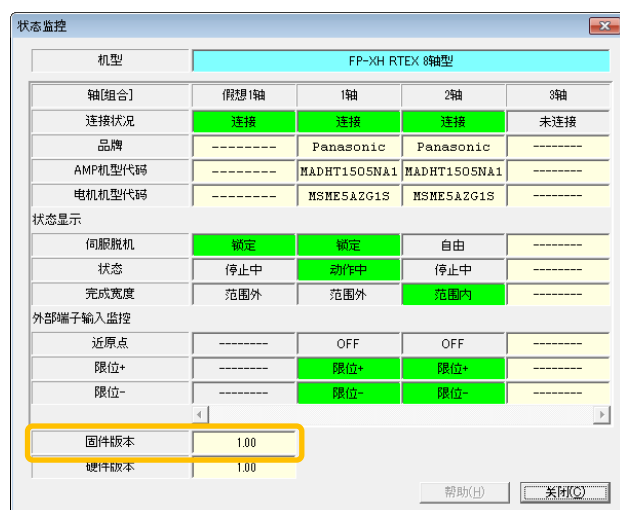 状态监控
机型 FP-XH RTEX 8轴型
轴[组合] 假想1轴 1轴 2轴 3轴
连接状况 连接 连接 连接 未连接
品牌 -------- Panasonic Panasonic --------
AMP机型代码 -------- MADHT1505NA1 MADHT1505NA1 --------
电机机型代码 -------- MSME5AZG1S MSME5AZG1S --------
状态显示
伺服脱机 锁定 锁定 自由 --------
状态 停止中 动作中 停止中 --------
完成宽度 范围外 范围外 范围内 --------
外部端子输入监控
近原点 -------- OFF OFF --------
限位+ -------- 限位+ 限位+ --------
限位- -------- 限位- 限位- --------
固件版本 1.00
硬件版本 1.00
帮助(H) 关闭(C)